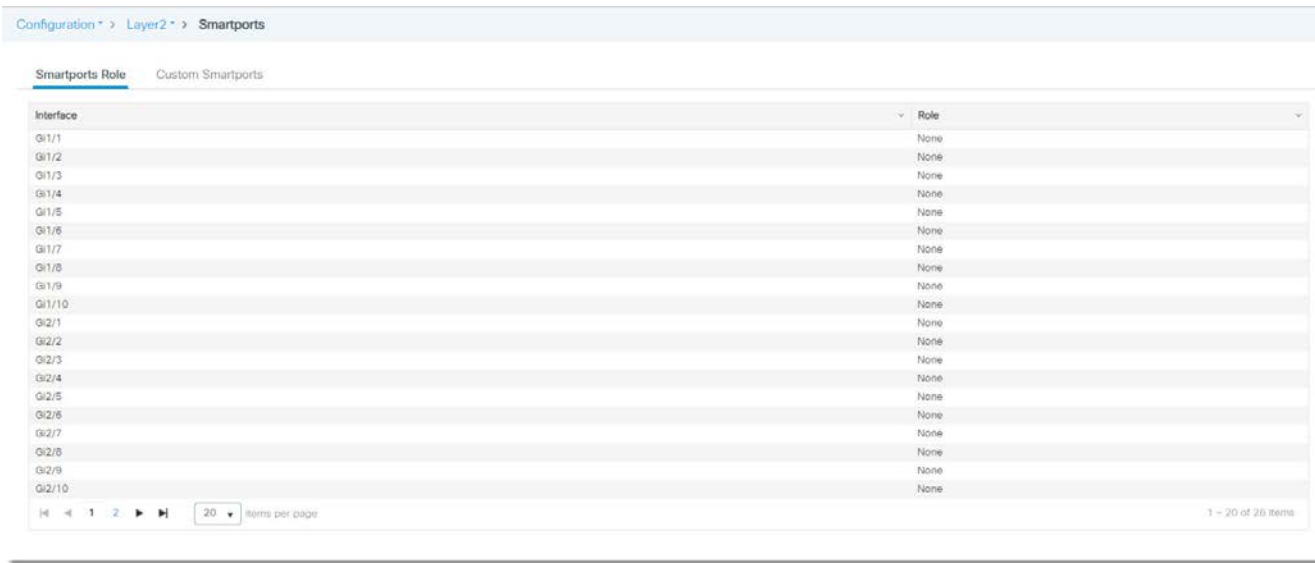 Configuration > Layer2 > Smartports
Smartports Role Custom Smartports
Interface Role
Gi1/1 None
Gi1/2 None
Gi1/3 None
Gi1/4 None
Gi1/5 None
Gi1/6 None
Gi1/7 None
Gi1/8 None
Gi1/9 None
Gi1/10 None
Gi2/1 None
Gi2/2 None
Gi2/3 None
Gi2/4 None
Gi2/5 None
Gi2/6 None
Gi2/7 None
Gi2/8 None
Gi2/9 None
Gi2/10 None
1 2 20 items per page 1 - 20 of 26 items